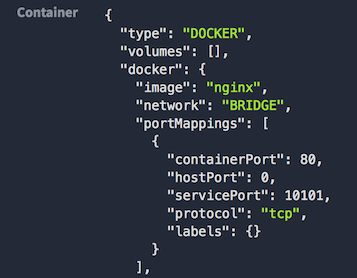 Container {
"type": "DOCKER",
"volumes": [],
"docker": {
"image": "nginx",
"network": "BRIDGE",
"portMappings": [
{
"containerPort": 80,
"hostPort": 0,
"servicePort": 10101,
"protocol": "tcp",
"labels": {}
}
],